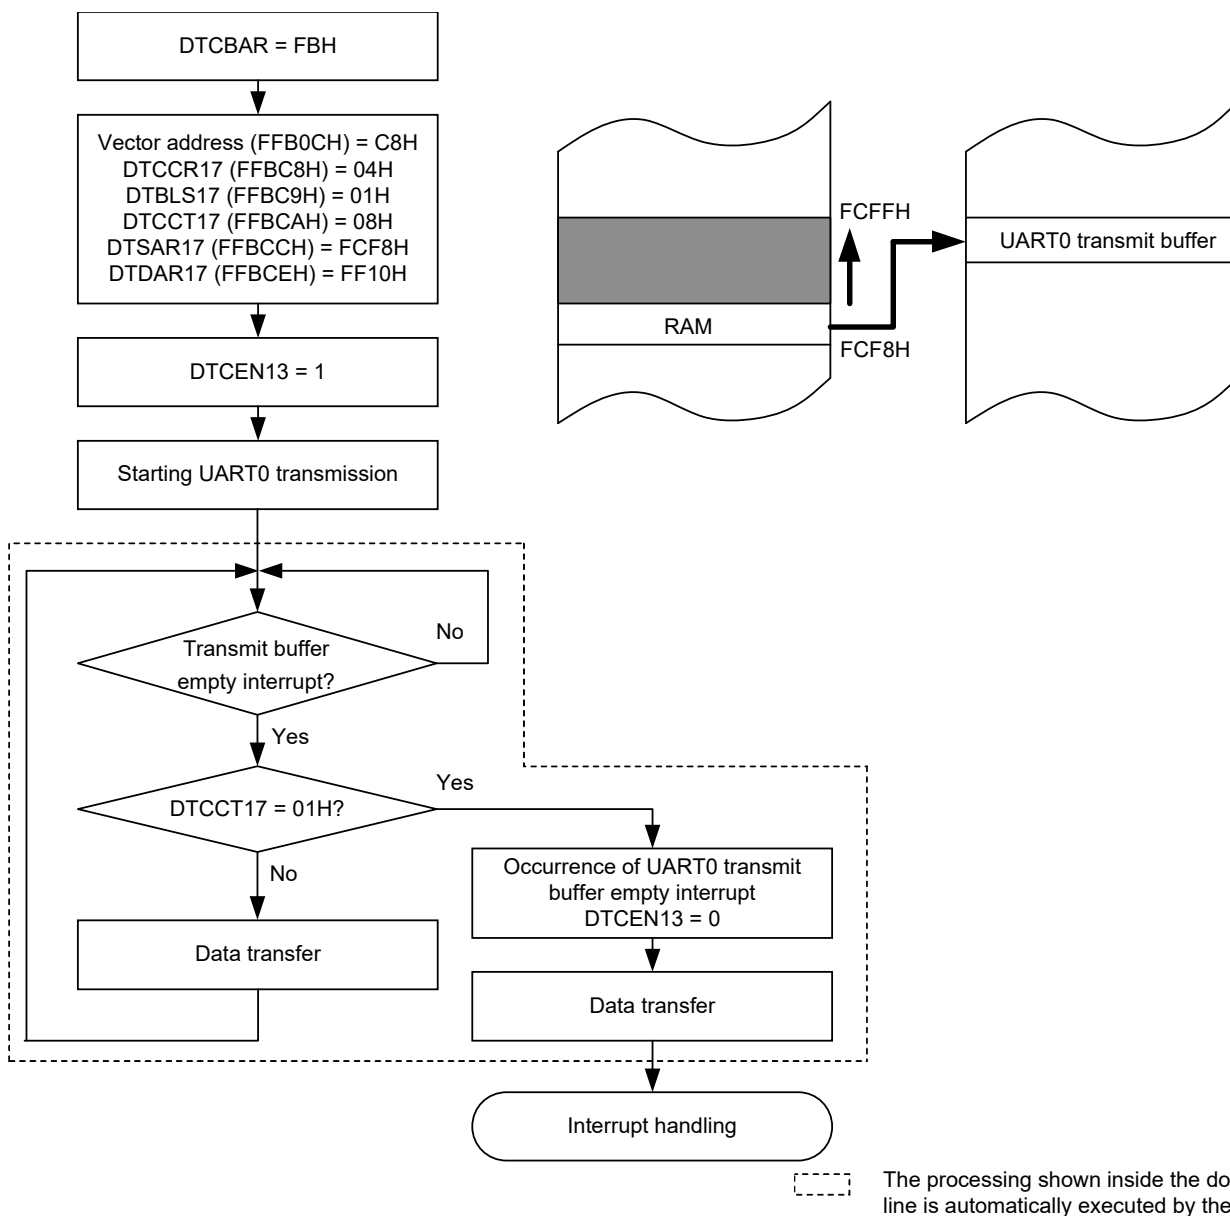 DTCBAR = FBH
Vector address (FFB0CH) = C8H
DTCCR17 (FFBC8H) = 04H
DTBLS17 (FFBC9H) = 01H
DTCCT17 (FFBCAH) = 08H
DTSAR17 (FFBCCH) = FCF8H
DTDAR17 (FFBCEH) = FF10H
DTCEN13 = 1
Starting UART0 transmission
FCFFH
RAM
FCF8H
UART0 transmit buffer
Transmit buffer
empty interrupt?
No
Yes
DTCCT17 = 01H?
Yes
No
Data transfer
Occurrence of UART0 transmit
buffer empty interrupt
DTCEN13 = 0
Data transfer
Interrupt handling
The processing shown inside the
line is automatically executed by the